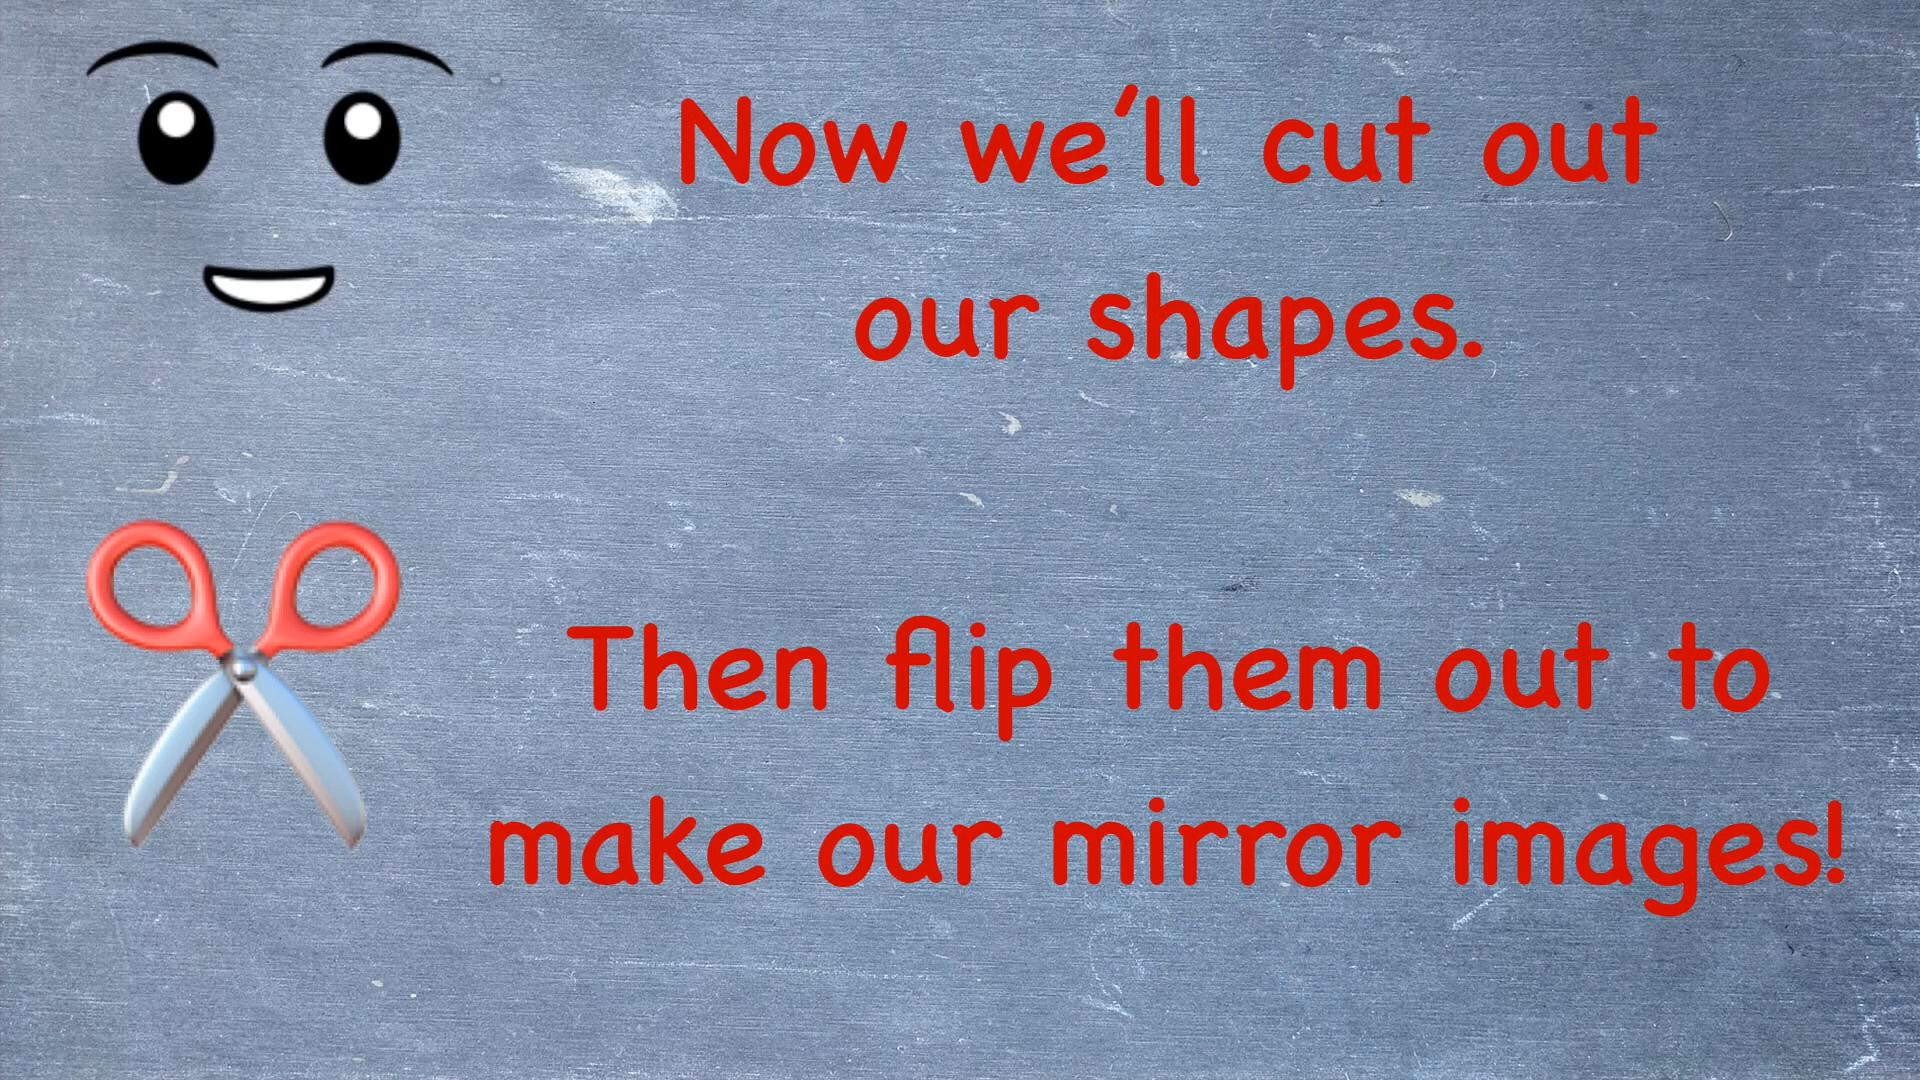 Now we’ll cut out
our shapes.
Then flip them out to
make our mirror images!